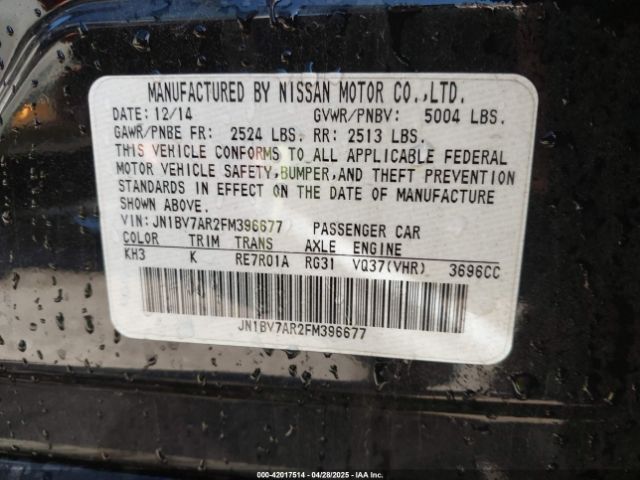 MANUFACTURED BY NISSAN MOTOR CO.,LTD.
DATE: 12/14 GVWR/PNBV: 5004 LBS.
GAWR/PNBE FR: 2524 LBS. RR: 2513 LBS.
THIS VEHICLE CONFORMS TO ALL APPLICABLE FEDERAL
MOTOR VEHICLE SAFETY,BUMPER,AND THEFT PREVENTION
STANDARDS IN EFFECT ON THE DATE OF MANUFACTURE
SHOWN ABOVE.
VIN: JN1BV7AR2FM396677 PASSENGER CAR
COLOR TRIM TRANS AXLE ENGINE
KH3 K RE7R01A RG31 VQ37(VHR) 3696CC
JN1BV7AR2FM396677
000-42017514 04/28/2025 IAAI.COM